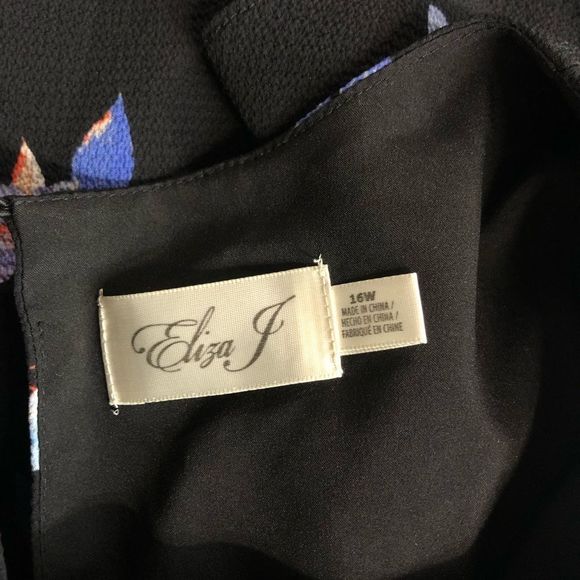 Eliza J
16W
MADE IN CHINA /
HECHO EN CHINA /
FABRIQUÉ EN CHINE